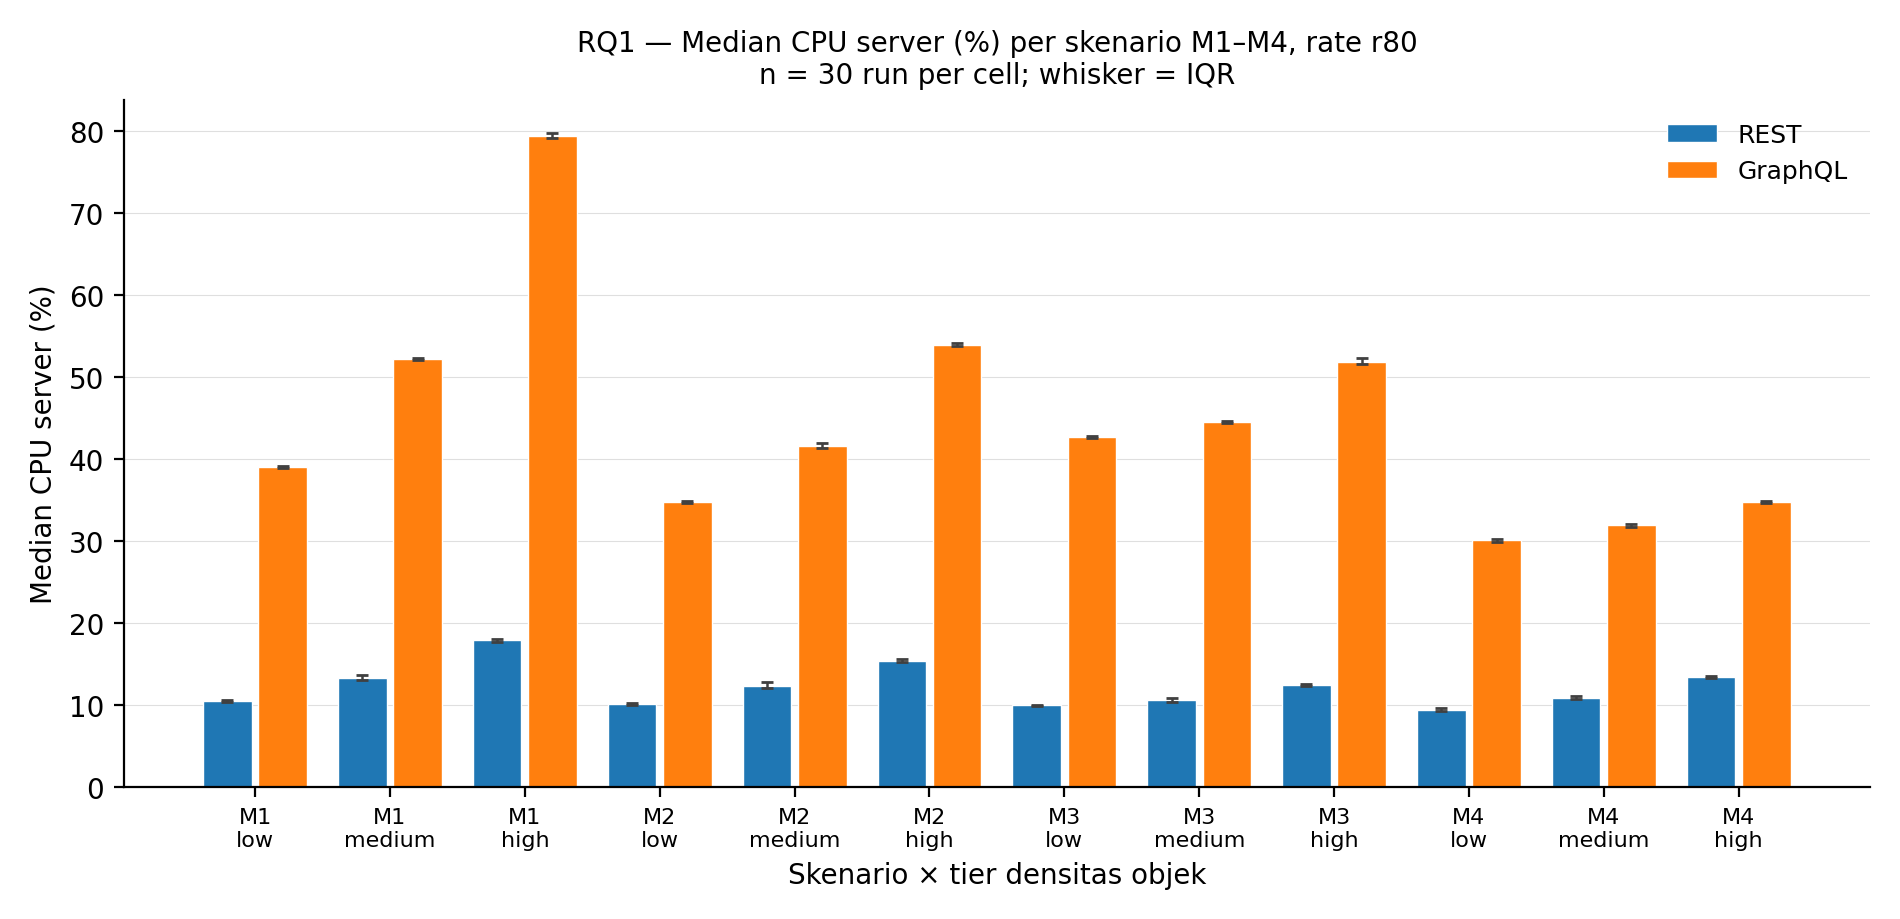 RQ1 — Median CPU server (%) per skenario M1–M4, rate r80
n = 30 run per cell; whisker = IQR
REST
GraphQL
Median CPU server (%)
80
70
60
50
40
30
20
10
0
M1 low
M1 medium
M1 high
M2 low
M2 medium
M2 high
M3 low
M3 medium
M3 high
M4 low
M4 medium
M4 high
Skenario × tier densitas objek